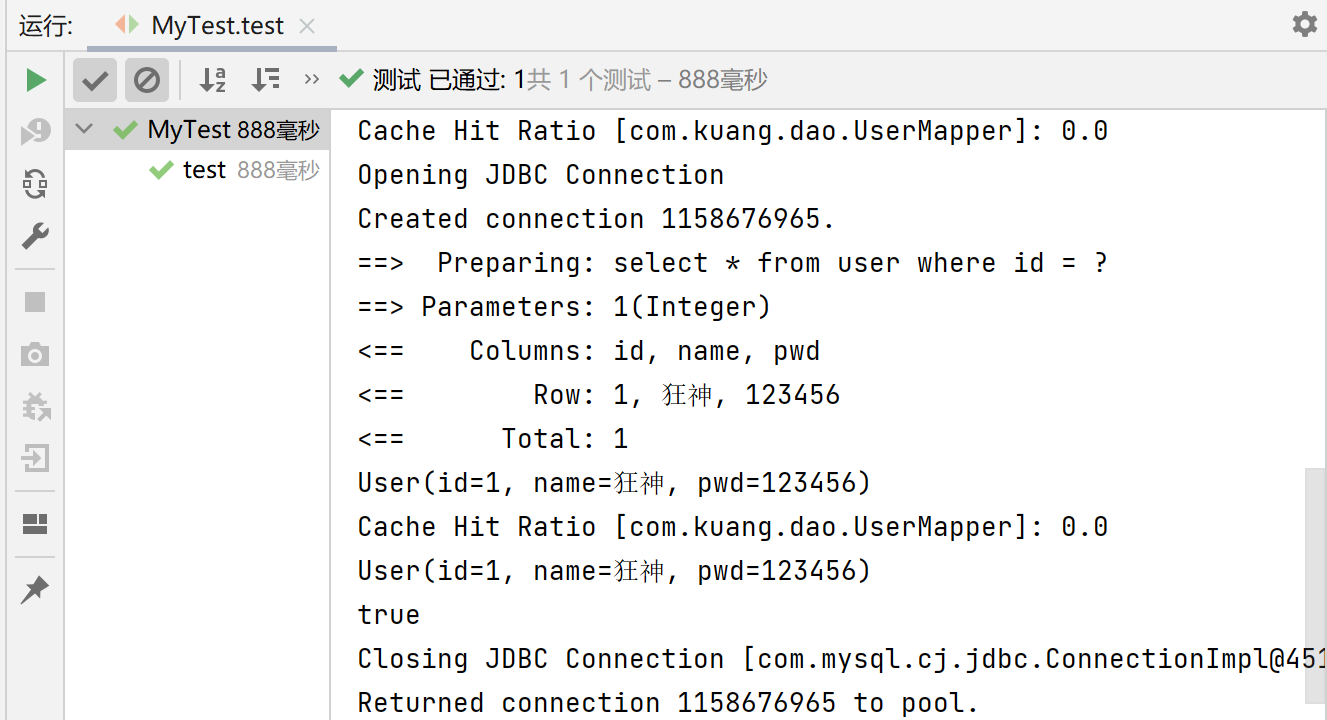 运行: MyTest.test
测试 已通过: 1共 1 个测试 – 888毫秒
MyTest 888毫秒
test 888毫秒
Cache Hit Ratio [com.kuang.dao.UserMapper]: 0.0
Opening JDBC Connection
Created connection 1158676965.
==>  Preparing: select * from user where id = ?
==> Parameters: 1(Integer)
<==    Columns: id, name, pwd
<==        Row: 1, 狂神, 123456
<==      Total: 1
User(id=1, name=狂神, pwd=123456)
Cache Hit Ratio [com.kuang.dao.UserMapper]: 0.0
User(id=1, name=狂神, pwd=123456)
true
Closing JDBC Connection [com.mysql.cj.jdbc.ConnectionImpl@451
Returned connection 1158676965 to pool.